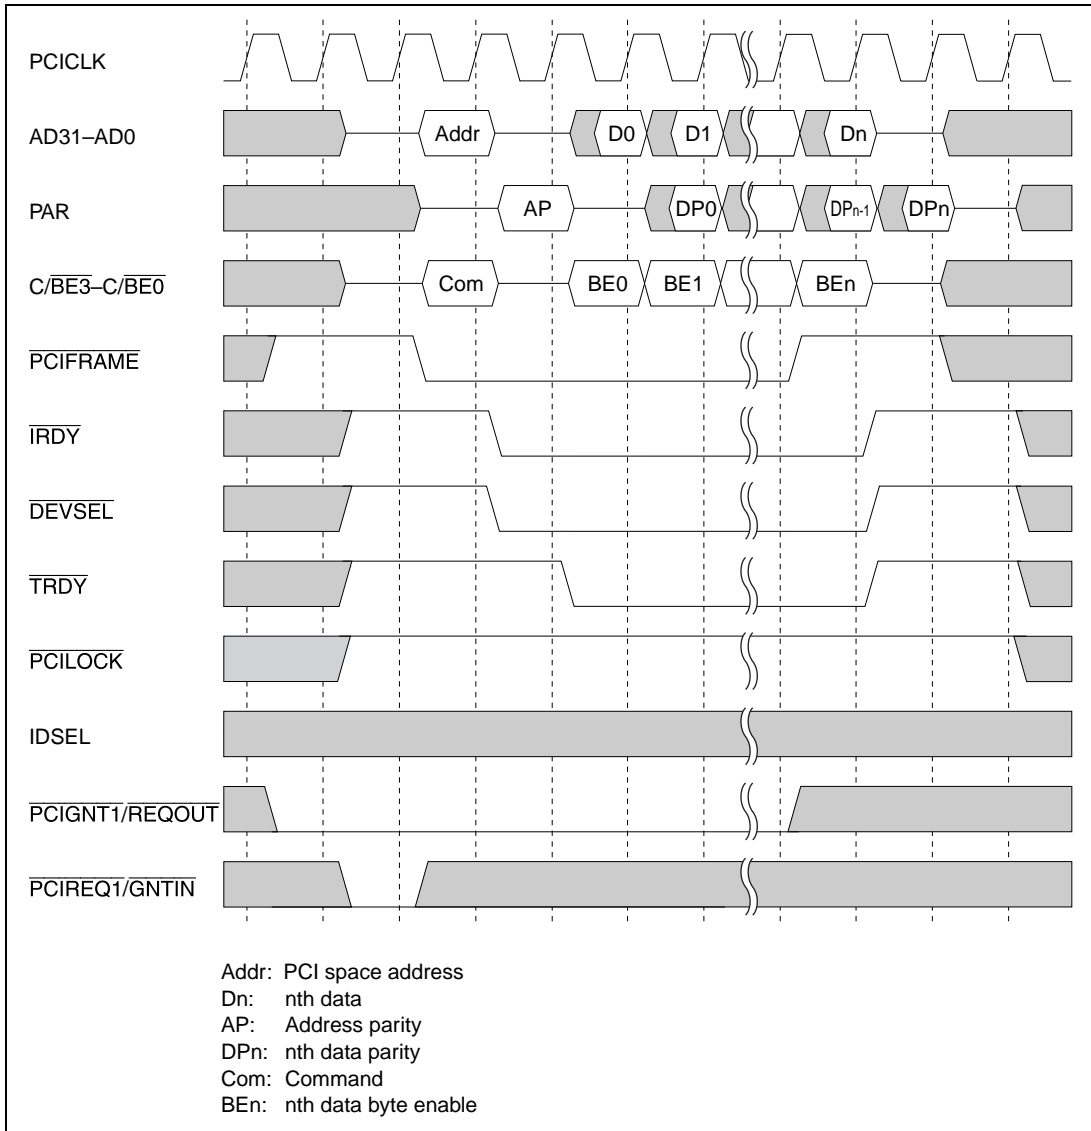 PCICLK
AD31–AD0 Addr D0 D1 Dn
PAR AP DP0 DPn-1 DPn
C/BE3–C/BE0 Com BE0 BE1 BEn
PCIFRAME
IRDY
DEVSEL
TRDY
PCILOCK
IDSEL
PCIGNT1/REQOUT
PCIREQ1/GNTIN
Addr: PCI space address
Dn: nth data
AP: Address parity
DPn: nth data parity
Com: Command
BEn: nth data byte enable